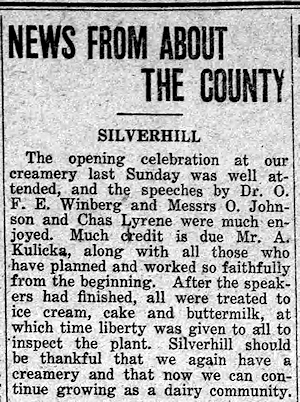 NEWS FROM ABOUT
THE COUNTY
SILVERHILL
The opening celebration at our
creamery last Sunday was well at-
tended, and the speeches by Dr. O.
F. E. Winberg and Messrs O. John-
son and Chas Lyrene were much en-
joyed. Much credit is due Mr. A.
Kulicka, along with all those who
have planned and worked so faithfully
from the beginning. After the speak-
ers had finished, all were treated to
ice cream, cake and buttermilk, at
which time liberty was given to all to
inspect the plant. Silverhill should
be thankful that we again have a
creamery and that now we can con-
tinue growing as a dairy community.